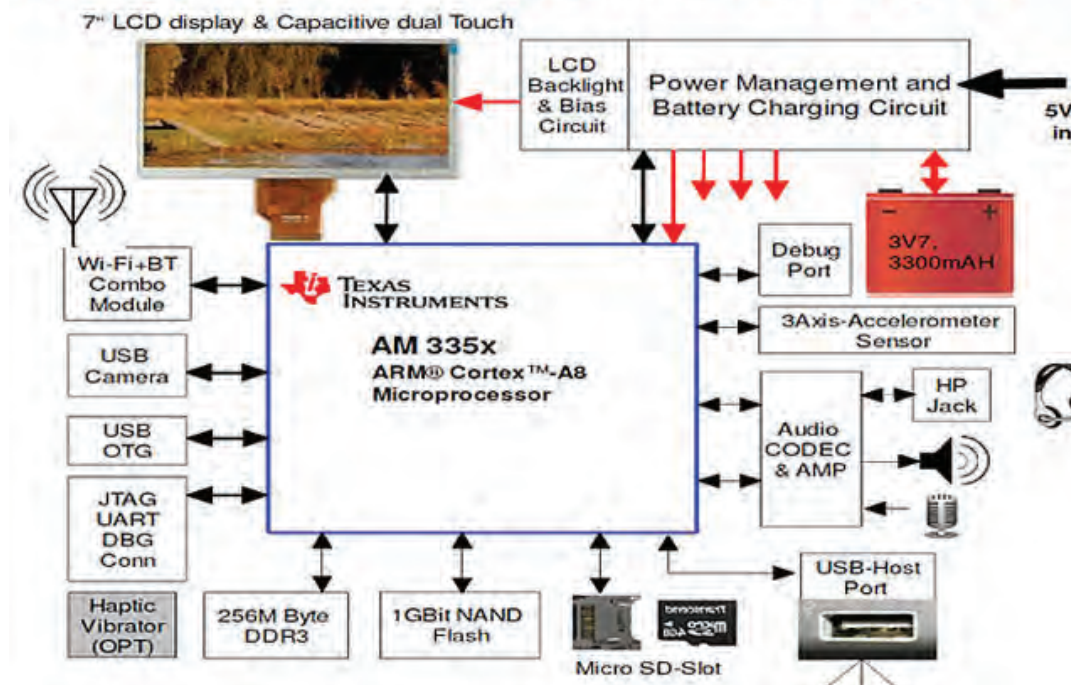 7" LCD display & Capacitive dual Touch
LCD
Backlight
& Bias
Circuit
Power Management and
Battery Charging Circuit
5V
in
Wi-Fi+BT
Combo
Module
USB
Camera
USB
OTG
JTAG
UART
DBG
Conn
Haptic
Vibrator
(OPT)
TEXAS
INSTRUMENTS
AM 335x
ARM® Cortex™-A8
Microprocessor
Debug
Port
- +
3V7,
3300mAH
3Axis-Accelerometer
Sensor
Audio
CODEC
& AMP
HP
Jack
256M Byte
DDR3
1GBit NAND
Flash
Micro SD-Slot
Transcend
Micro
4GB
USB-Host
Port